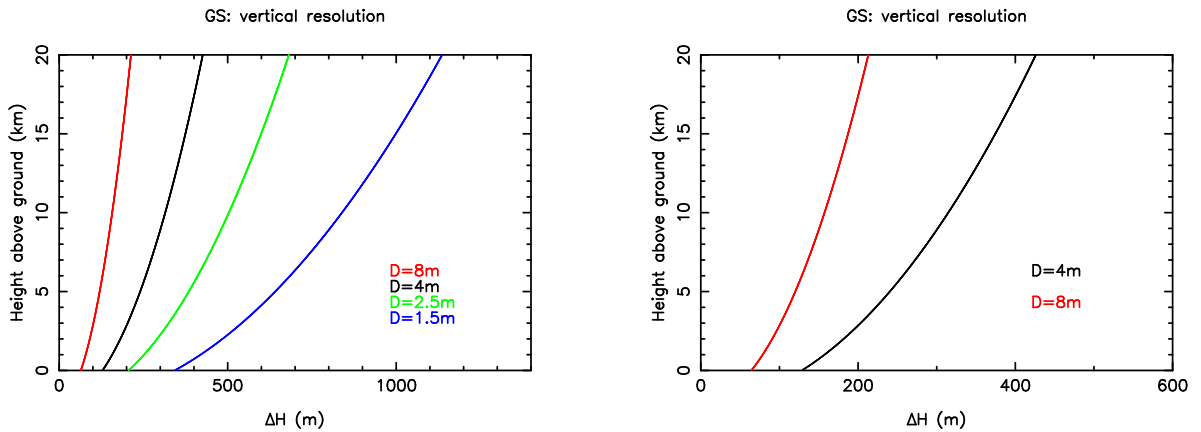 GS: vertical resolution
Height above ground (km)
20
15
10
5
0
D=8m
D=4m
D=2.5m
D=1.5m
0 500 1000
ΔH (m)
GS: vertical resolution
Height above ground (km)
20
15
10
5
0
D=4m
D=8m
0 200 400 600
ΔH (m)